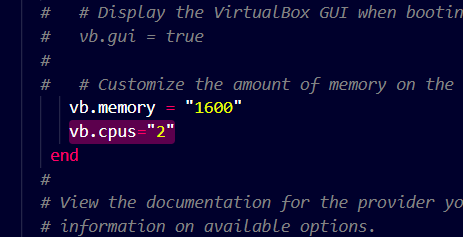 # # Display the VirtualBox GUI when bootin
# vb.gui = true
#
# # Customize the amount of memory on the
vb.memory = "1600"
vb.cpus="2"
end
#
# View the documentation for the provider yo
# information on available options.